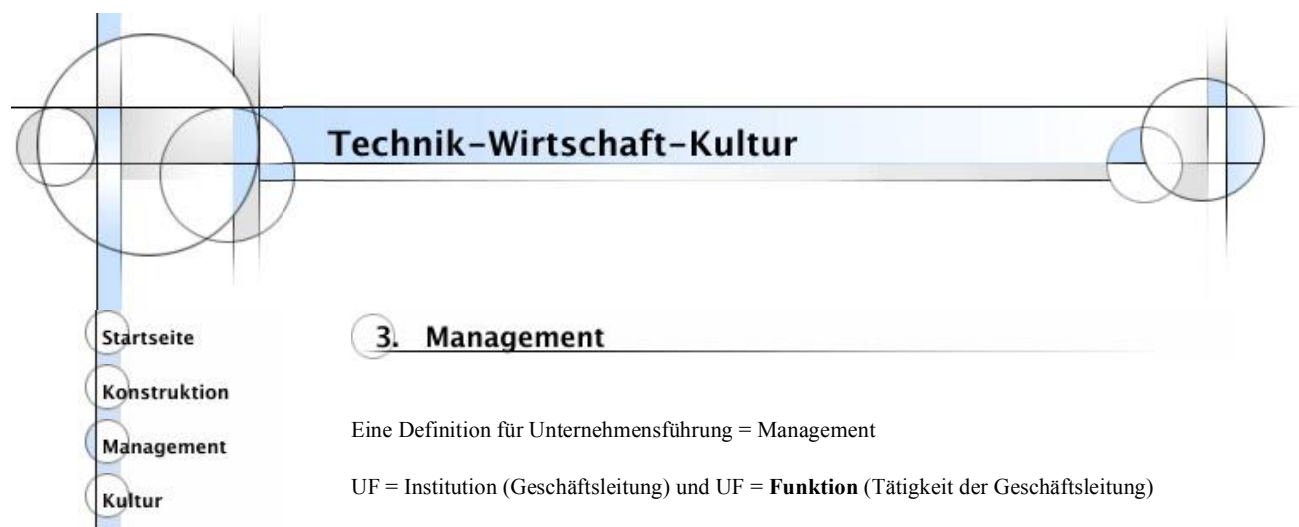 Technik-Wirtschaft-Kultur
Startseite
Konstruktion
Management
Kultur
3. Management
Eine Definition für Unternehmensführung = Management
UF = Institution (Geschäftsleitung) und UF = Funktion (Tätigkeit der Geschäftsleitung)